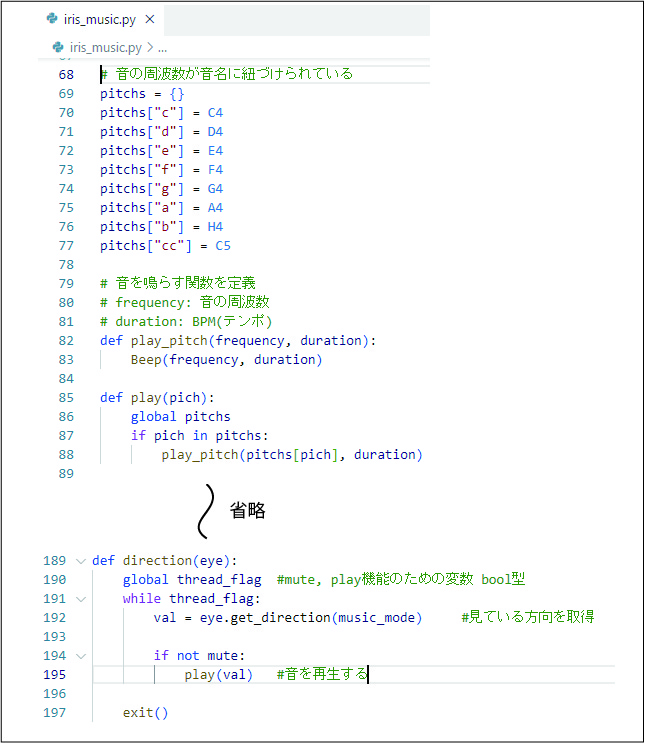 iris_music.py ×
iris_music.py > ...
68 # 音の周波数が音名に紐づけられている
69 pitchs = {}
70 pitchs["c"] = C4
71 pitchs["d"] = D4
72 pitchs["e"] = E4
73 pitchs["f"] = F4
74 pitchs["g"] = G4
75 pitchs["a"] = A4
76 pitchs["b"] = H4
77 pitchs["cc"] = C5
78
79 # 音を鳴らす関数を定義
80 # frequency: 音の周波数
81 # duration: BPM(テンポ)
82 def play_pitch(frequency, duration):
83     Beep(frequency, duration)
84
85 def play(pich):
86     global pitchs
87     if pich in pitchs:
88         play_pitch(pitchs[pich], duration)
89
省略
189 def direction(eye):
190     global thread_flag  #mute, play機能のための変数 bool型
191     while thread_flag:
192         val = eye.get_direction(music_mode)     #見ている方向を取得
193
194         if not mute:
195             play(val)   #音を再生する
196
197     exit()